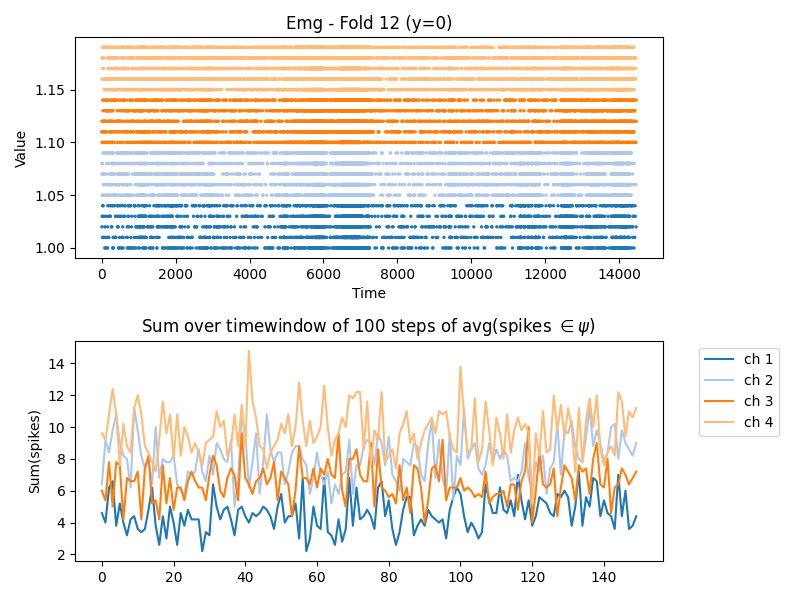 Emg - Fold 12 (y=0)
Value
1.15
1.10
1.05
1.00
0 2000 4000 6000 8000 10000 12000 14000
Time
Sum over timewindow of 100 steps of avg(spikes ∈ ψ)
Sum(spikes)
14
12
10
8
6
4
2
0 20 40 60 80 100 120 140
ch 1
ch 2
ch 3
ch 4